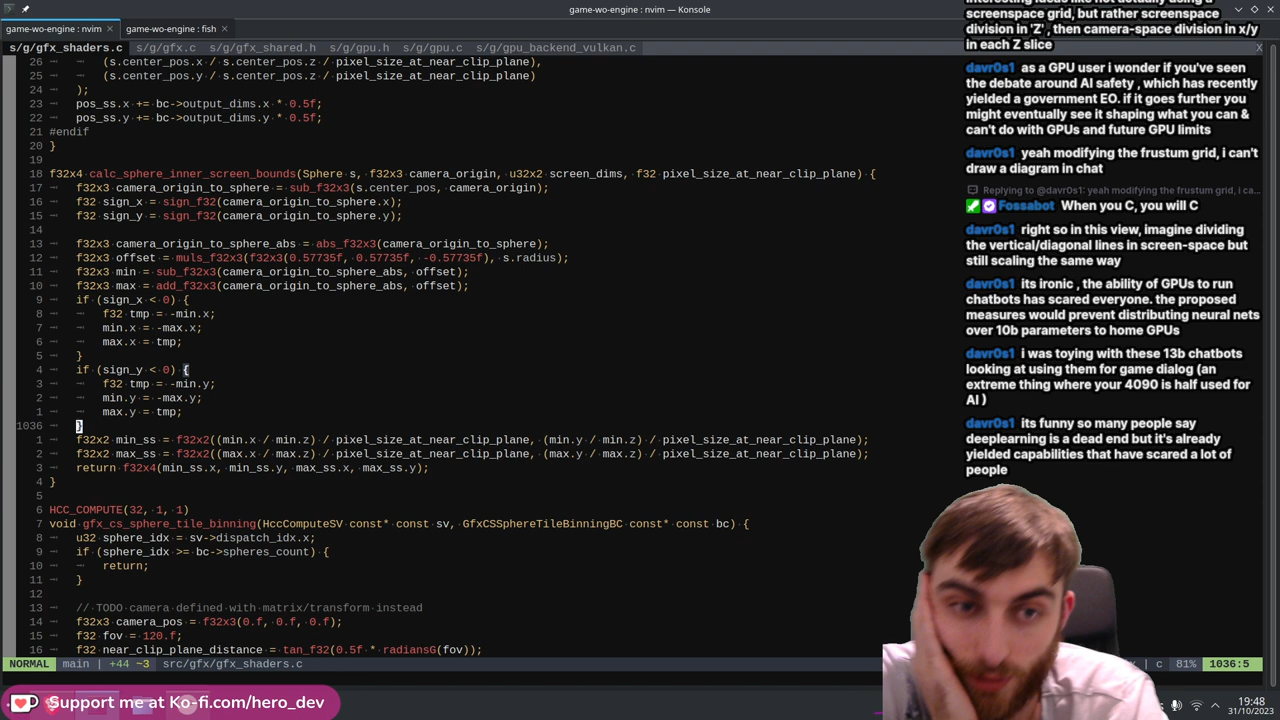 game-wo-engine : nvim — Konsole
game-wo-engine : nvim
game-wo-engine : fish
s/g/gfx_shaders.c s/g/gfx.c s/g/gfx_shared.h s/g/gpu.h s/g/gpu.c s/g/gpu_backend_vulkan.c X
26 (s.center_pos.x / s.center_pos.z / pixel_size_at_near_clip_plane),
25 (s.center_pos.y / s.center_pos.z / pixel_size_at_near_clip_plane)
24 );
23 pos_ss.x += bc->output_dims.x * 0.5f;
22 pos_ss.y += bc->output_dims.y * 0.5f;
21 #endif
20 }
19
18 f32x4 calc_sphere_inner_screen_bonds(Sphere s, f32x3 camera_origin, u32x2 screen_dims, f32 pixel_size_at_near_clip_plane) {
17 f32x3 camera_origin_to_sphere = sub_f32x3(s.center_pos, camera_origin);
16 f32 sign_x = sign_f32(camera_origin_to_sphere.x);
15 f32 sign_y = sign_f32(camera_origin_to_sphere.y);
14
13 f32x3 camera_origin_to_sphere_abs = abs_f32x3(camera_origin_to_sphere);
12 f32x3 offset = muls_f32x3(f32x3(0.57735f, 0.57735f, -0.57735f), s.radius);
11 f32x3 min = sub_f32x3(camera_origin_to_sphere_abs, offset);
10 f32x3 max = add_f32x3(camera_origin_to_sphere_abs, offset);
9 if (sign_x < 0) {
8 f32 tmp = -min.x;
7 min.x = -max.x;
6 max.x = tmp;
5 }
4 if (sign_y < 0) {
3 f32 tmp = -min.y;
2 min.y = -max.y;
1 max.y = tmp;
1036 }
1 f32x2 min_ss = f32x2((min.x / min.z) / pixel_size_at_near_clip_plane, (min.y / min.z) / pixel_size_at_near_clip_plane);
2 f32x2 max_ss = f32x2((max.x / max.z) / pixel_size_at_near_clip_plane, (max.y / max.z) / pixel_size_at_near_clip_plane);
3 return f32x4(min_ss.x, min_ss.y, max_ss.x, max_ss.y);
4 }
5
6 HCC_COMPUTE(32, 1, 1)
7 void gfx_cs_sphere_tile_binning(HccComputeSV const* const sv, GfxCSSphereTileBinningBC const* const bc) {
8 u32 sphere_idx = sv->dispatch_idx.x;
9 if (sphere_idx >= bc->spheres_count) {
10 return;
11 }
12
13 // TODO camera defined with matrix/transform instead
14 f32x3 camera_pos = f32x3(0.f, 0.f, 0.f);
15 f32 fov = 120.f;
16 f32 near_clip_plane_distance = tan_f32(0.5f * radiansG(fov));
NORMAL main | +44 ~3 src/gfx/gfx_shaders.c | c 81% 1036:5
Support me at Ko-fi.com/hero_dev
19:48
31/10/2023
interesting ideas like not actually using a
screenspace grid, but rather screenspace
division in 'Z' , then camera-space division in x/y
in each Z slice
davr0s1 as a GPU user i wonder if you've seen
the debate around AI safety , which has recently
yielded a government EO. if it goes further you
might eventually see it shaping what you can &
can't do with GPUs and future GPU limits
davr0s1 yeah modifying the frustum grid, i can't
draw a diagram in chat
Replying to @davr0s1: yeah modifying the frustum grid, i ca...
Fossabot When you C, you will C
davr0s1 right so in this view, imagine dividing
the vertical/diagonal lines in screen-space but
still scaling the same way
davr0s1 its ironic , the ability of GPUs to run
chatbots has scared everyone. the proposed
measures would prevent distributing neural nets
over 10b parameters to home GPUs
davr0s1 i was toying with these 13b chatbots
looking at using them for game dialog (an
extreme thing where your 4090 is half used for
AI )
davr0s1 its funny so many people say
deeplearning is a dead end but it's already
yielded capabilities that have scared a lot of
people